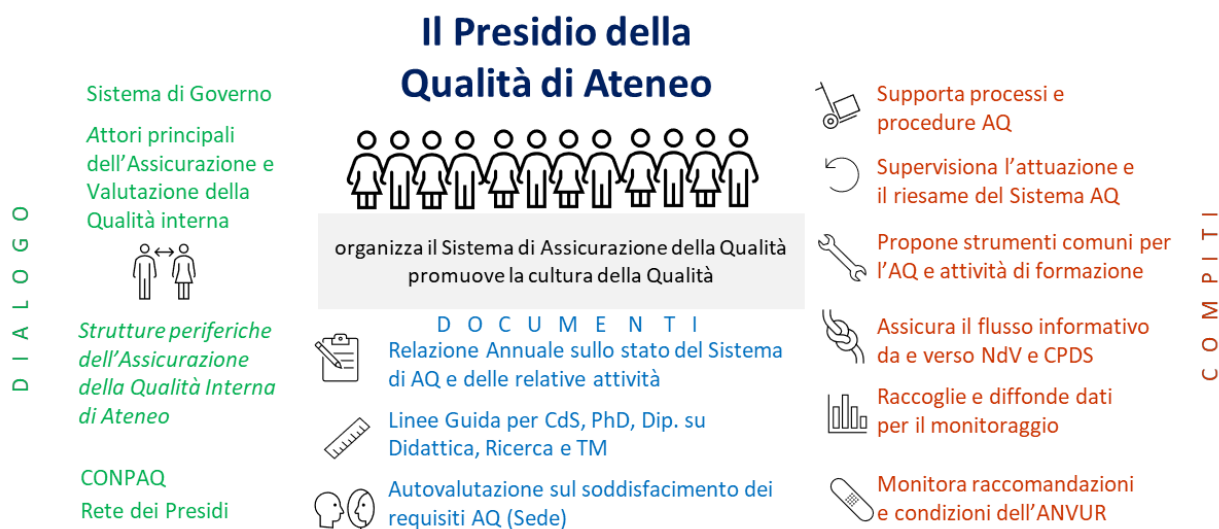 Il Presidio della
Qualità di Ateneo
DIALOGO
Sistema di Governo
Attori principali
dell'Assicurazione e
Valutazione della
Qualità interna
Strutture periferiche
dell'Assicurazione
della Qualità Interna
di Ateneo
CONPAQ
Rete dei Presidi
organizza il Sistema di Assicurazione della Qualità
promuove la cultura della Qualità
DOCUMENTI
Relazione Annuale sullo stato del Sistema
di AQ e delle relative attività
Linee Guida per CdS, PhD, Dip. su
Didattica, Ricerca e TM
Autovalutazione sul soddisfacimento dei
requisiti AQ (Sede)
Supporta processi e
procedure AQ
Supervisiona l'attuazione e
il riesame del Sistema AQ
Propone strumenti comuni per
l'AQ e attività di formazione
Assicura il flusso informativo
da e verso NdV e CPDS
Raccoglie e diffonde dati
per il monitoraggio
Monitora raccomandazioni
e condizioni dell'ANVUR
COMPITI